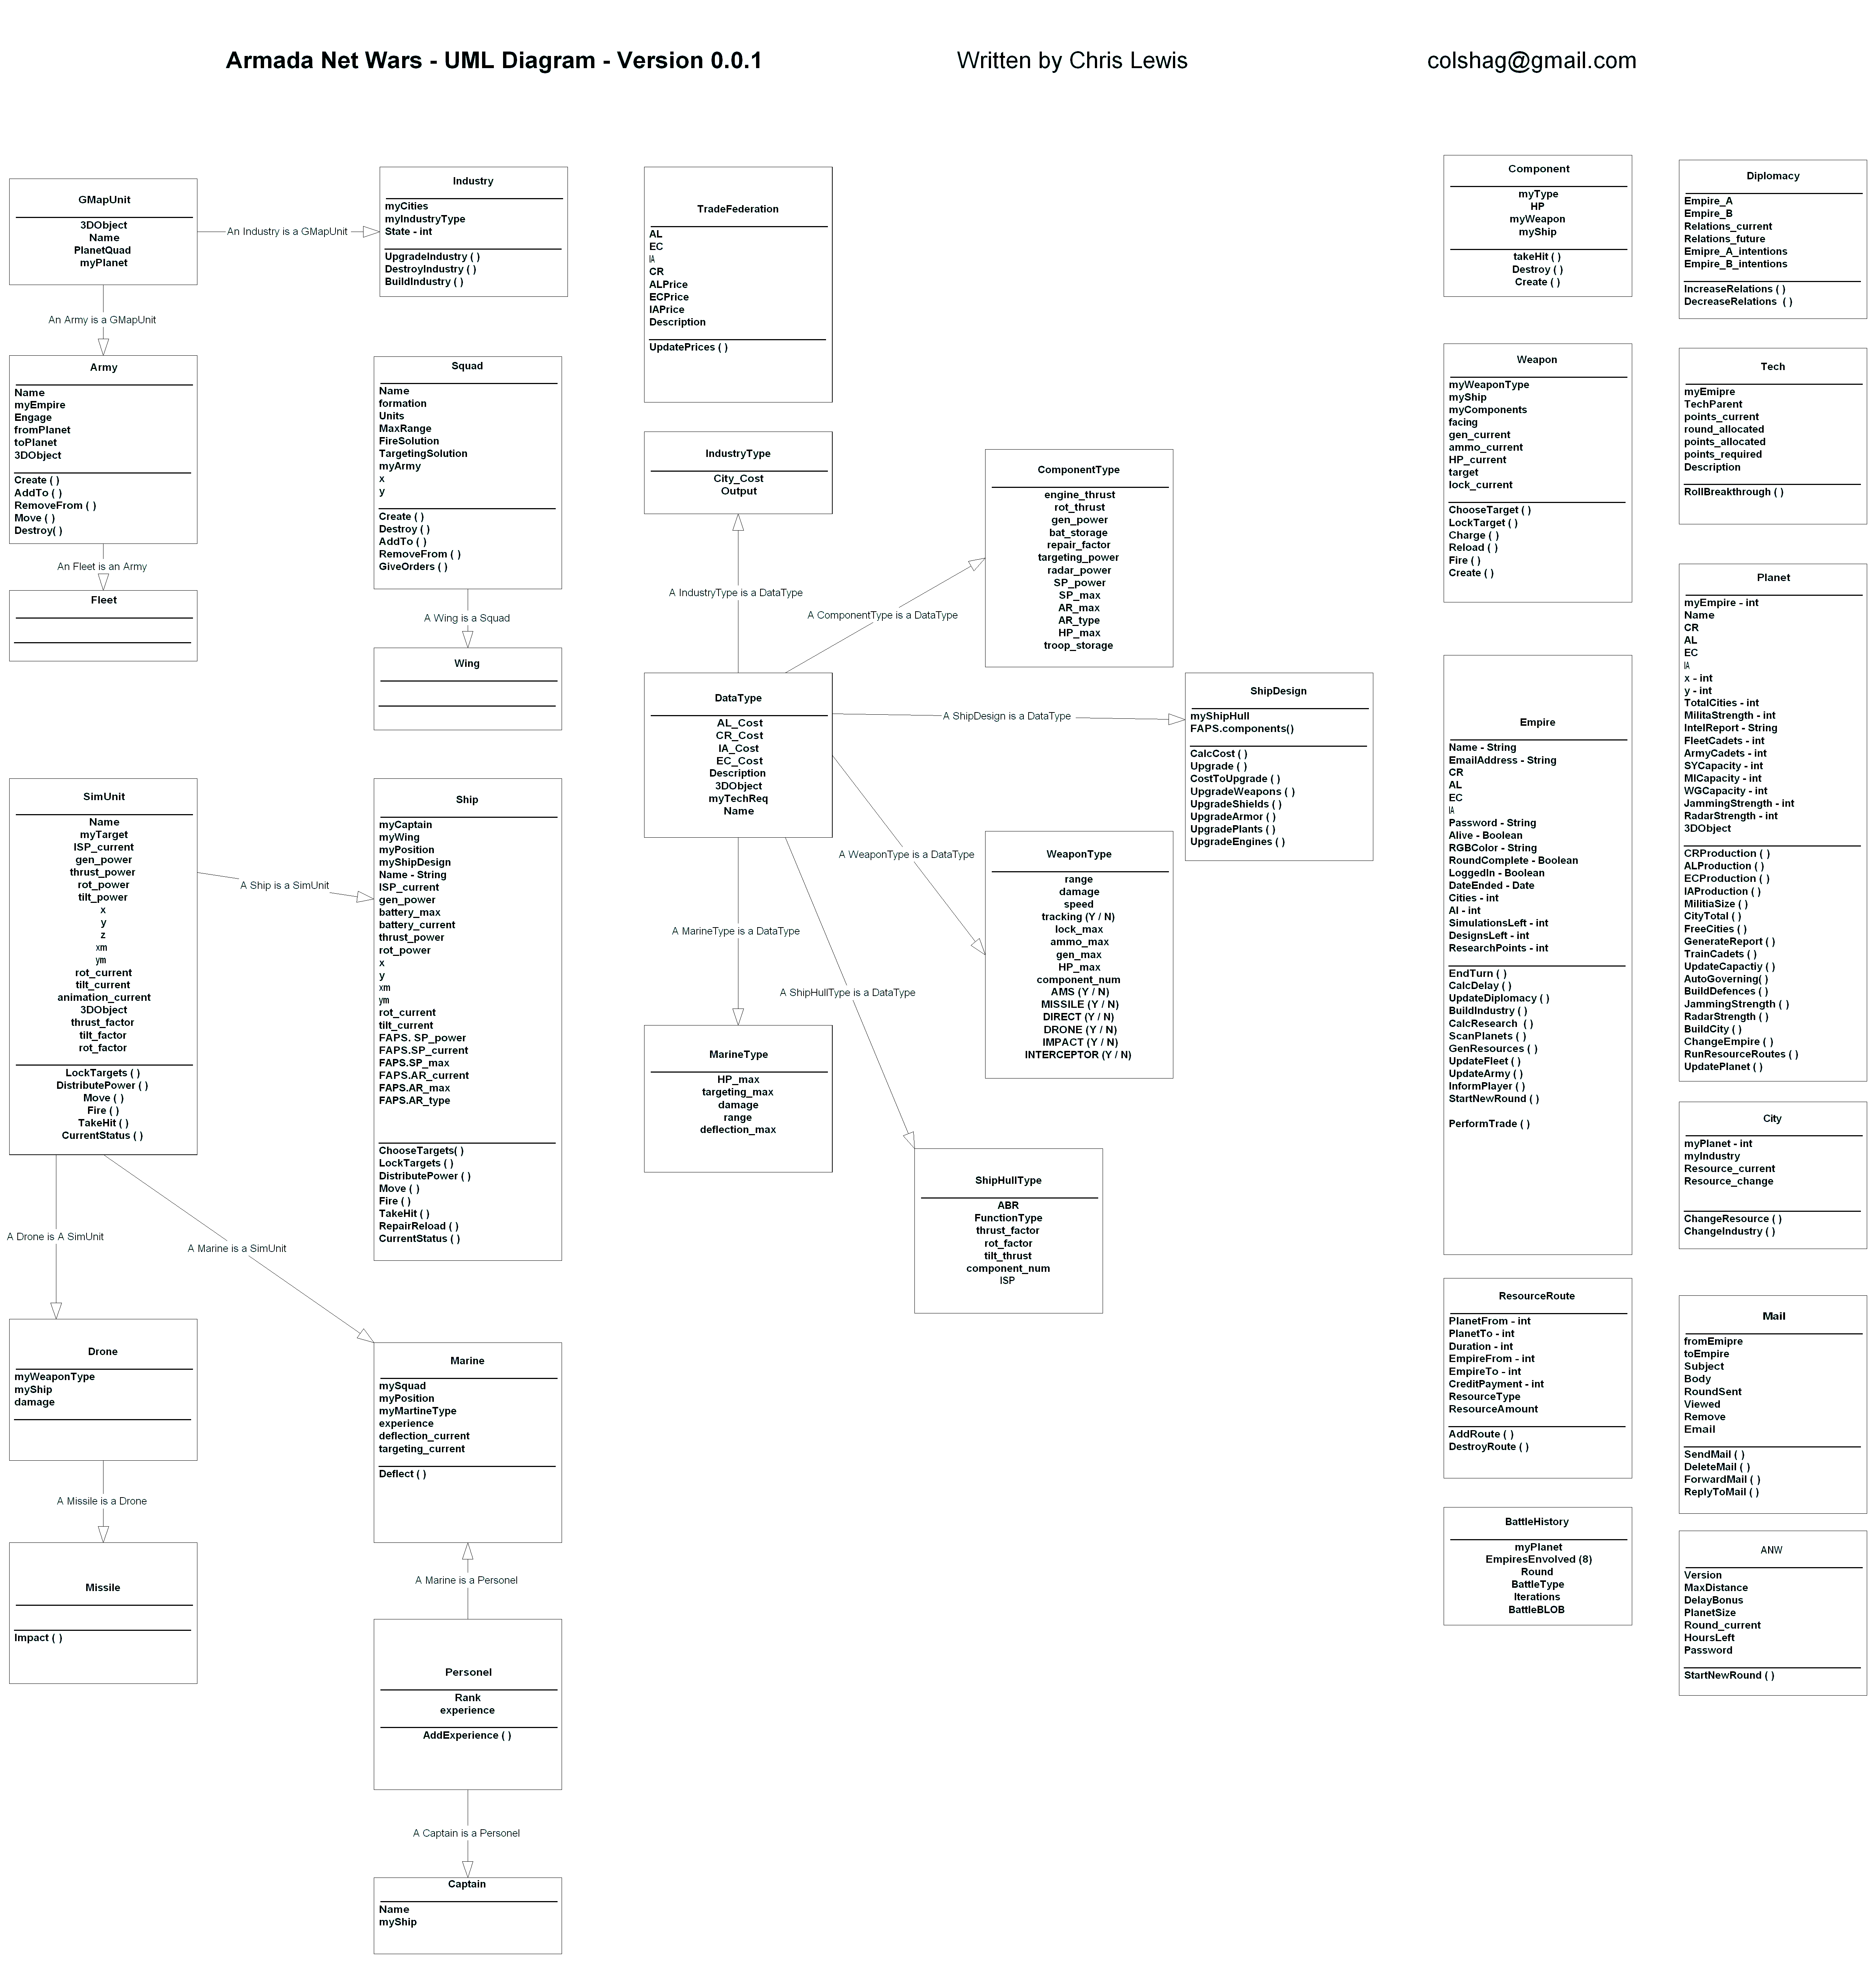 Armada Net Wars - UML Diagram - Version 0.0.1
Written by Chris Lewis
colshag@gmail.com
GMapUnit
3DObject
Name
PlanetQuad
myPlanet
An Industry is a GMapUnit
Industry
myCities
myIndustryType
State - int
UpgradeIndustry ( )
DestroyIndustry ( )
BuildIndustry ( )
An Army is a GMapUnit
Army
Name
myEmpire
Engage
fromPlanet
toPlanet
3DObject
Create ( )
AddTo ( )
RemoveFrom ( )
Move ( )
Destroy( )
An Fleet is an Army
Fleet
Squad
Name
formation
Units
MaxRange
FireSolution
TargetingSolution
myArmy
x
y
Create ( )
Destroy ( )
AddTo ( )
RemoveFrom ( )
GiveOrders ( )
A Wing is a Squad
Wing
SimUnit
Name
myTarget
ISP_current
gen_power
thrust_power
rot_power
tilt_power
x
y
z
xm
ym
rot_current
tilt_current
animation_current
3DObject
thrust_factor
tilt_factor
rot_factor
LockTargets ( )
DistributePower ( )
Move ( )
Fire ( )
TakeHit ( )
CurrentStatus ( )
A Ship is a SimUnit
Ship
myCaptain
myWing
myPosition
myShipDesign
Name - String
ISP_current
gen_power
battery_max
battery_current
thrust_power
rot_power
x
y
xm
ym
rot_current
tilt_current
FAPS. SP_power
FAPS.SP_current
FAPS.SP_max
FAPS.AR_current
FAPS.AR_max
FAPS.AR_type
ChooseTargets( )
LockTargets ( )
DistributePower ( )
Move ( )
Fire ( )
TakeHit ( )
RepairReload ( )
CurrentStatus ( )
A Drone is A SimUnit
A Marine is a SimUnit
Drone
myWeaponType
myShip
damage
A Missile is a Drone
Missile
Impact ( )
Marine
mySquad
myPosition
myMartineType
experience
deflection_current
targeting_current
Deflect ( )
A Marine is a Personel
Personel
Rank
experience
AddExperience ( )
A Captain is a Personel
Captain
Name
myShip
TradeFederation
AL
EC
IA
CR
ALPrice
ECPrice
IAPrice
Description
UpdatePrices ( )
IndustryType
City_Cost
Output
A IndustryType is a DataType
ComponentType
engine_thrust
rot_thrust
gen_power
bat_storage
repair_factor
targeting_power
radar_power
SP_power
SP_max
AR_max
AR_type
HP_max
troop_storage
A ComponentType is a DataType
DataType
AL_Cost
CR_Cost
IA_Cost
EC_Cost
Description
3DObject
myTechReq
Name
A ShipDesign is a DataType
ShipDesign
myShipHull
FAPS.components()
CalcCost ( )
Upgrade ( )
CostToUpgrade ( )
UpgradeWeapons ( )
UpgradeShields ( )
UpgradeArmor ( )
UpgradePlants ( )
UpgradeEngines ( )
A WeaponType is a DataType
WeaponType
range
damage
speed
tracking (Y / N)
lock_max
ammo_max
gen_max
HP_max
component_num
AMS (Y / N)
MISSILE (Y / N)
DIRECT (Y / N)
DRONE (Y / N)
IMPACT (Y / N)
INTERCEPTOR (Y / N)
A MarineType is a DataType
MarineType
HP_max
targeting_max
damage
range
deflection_max
A ShipHullType is a DataType
ShipHullType
ABR
FunctionType
thrust_factor
rot_factor
tilt_thrust
component_num
ISP
Component
myType
HP
myWeapon
myShip
takeHit ( )
Destroy ( )
Create ( )
Weapon
myWeaponType
myShip
myComponents
facing
gen_current
ammo_current
HP_current
target
lock_current
ChooseTarget ( )
LockTarget ( )
Charge ( )
Reload ( )
Fire ( )
Create ( )
Empire
Name - String
EmailAddress - String
CR
AL
EC
IA
Password - String
Alive - Boolean
RGBColor - String
RoundComplete - Boolean
LoggedIn - Boolean
DateEnded - Date
Cities - int
AI - int
SimulationsLeft - int
DesignsLeft - int
ResearchPoints - int
EndTurn ( )
CalcDelay ( )
UpdateDiplomacy ( )
BuildIndustry ( )
CalcResearch ( )
ScanPlanets ( )
GenResources ( )
UpdateFleet ( )
UpdateArmy ( )
InformPlayer ( )
StartNewRound ( )
PerformTrade ( )
ResourceRoute
PlanetFrom - int
PlanetTo - int
Duration - int
EmpireFrom - int
EmpireTo - int
CreditPayment - int
ResourceType
ResourceAmount
AddRoute ( )
DestroyRoute ( )
BattleHistory
myPlanet
EmpiresEnvolved (8)
Round
BattleType
Iterations
BattleBLOB
Diplomacy
Empire_A
Empire_B
Relations_current
Relations_future
Emipre_A_intentions
Empire_B_intentions
IncreaseRelations ( )
DecreaseRelations ( )
Tech
myEmipre
TechParent
points_current
round_allocated
points_allocated
points_required
Description
RollBreakthrough ( )
Planet
myEmpire - int
Name
CR
AL
EC
IA
x - int
y - int
TotalCities - int
MilitaStrength - int
IntelReport - String
FleetCadets - int
ArmyCadets - int
SYCapacity - int
MICapacity - int
WGCapacity - int
JammingStrength - int
RadarStrength - int
3DObject
CRProduction ( )
ALProduction ( )
ECProduction ( )
IAProduction ( )
MilitiaSize ( )
CityTotal ( )
FreeCities ( )
GenerateReport ( )
TrainCadets ( )
UpdateCapactiy ( )
AutoGoverning( )
BuildDefences ( )
JammingStrength ( )
RadarStrength ( )
BuildCity ( )
ChangeEmpire ( )
RunResourceRoutes ( )
UpdatePlanet ( )
City
myPlanet - int
myIndustry
Resource_current
Resource_change
ChangeResource ( )
ChangeIndustry ( )
Mail
fromEmipre
toEmpire
Subject
Body
RoundSent
Viewed
Remove
Email
SendMail ( )
DeleteMail ( )
ForwardMail ( )
ReplyToMail ( )
ANW
Version
MaxDistance
DelayBonus
PlanetSize
Round_current
HoursLeft
Password
StartNewRound ( )